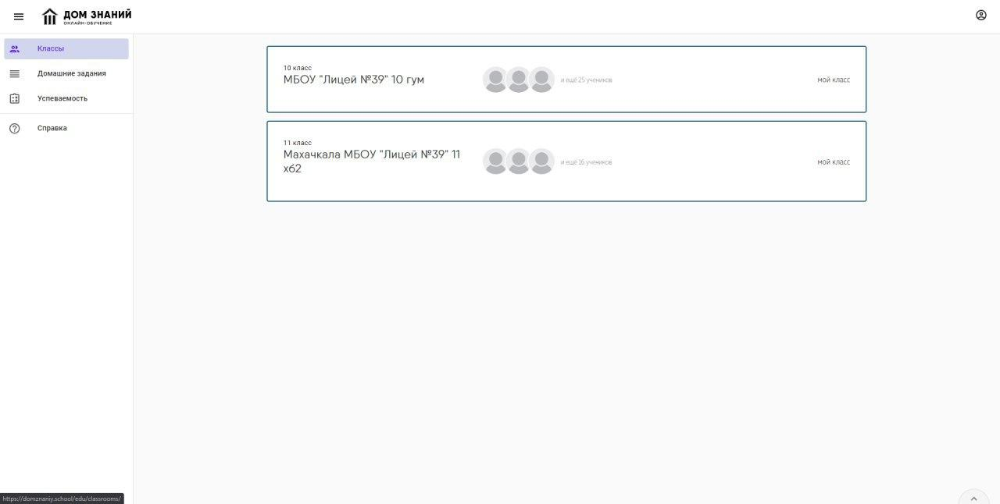 ДОМ ЗНАНИЙ
ОНЛАЙН-ОБУЧЕНИЕ
Классы
Домашние задания
Успеваемость
Справка
10 класс
МБОУ "Лицей №39" 10 гум
и ещё 25 учеников
мой класс
11 класс
Махачкала МБОУ "Лицей №39" 11
хб2
и ещё 16 учеников
мой класс
https://domznaniy.school/edu/classrooms/